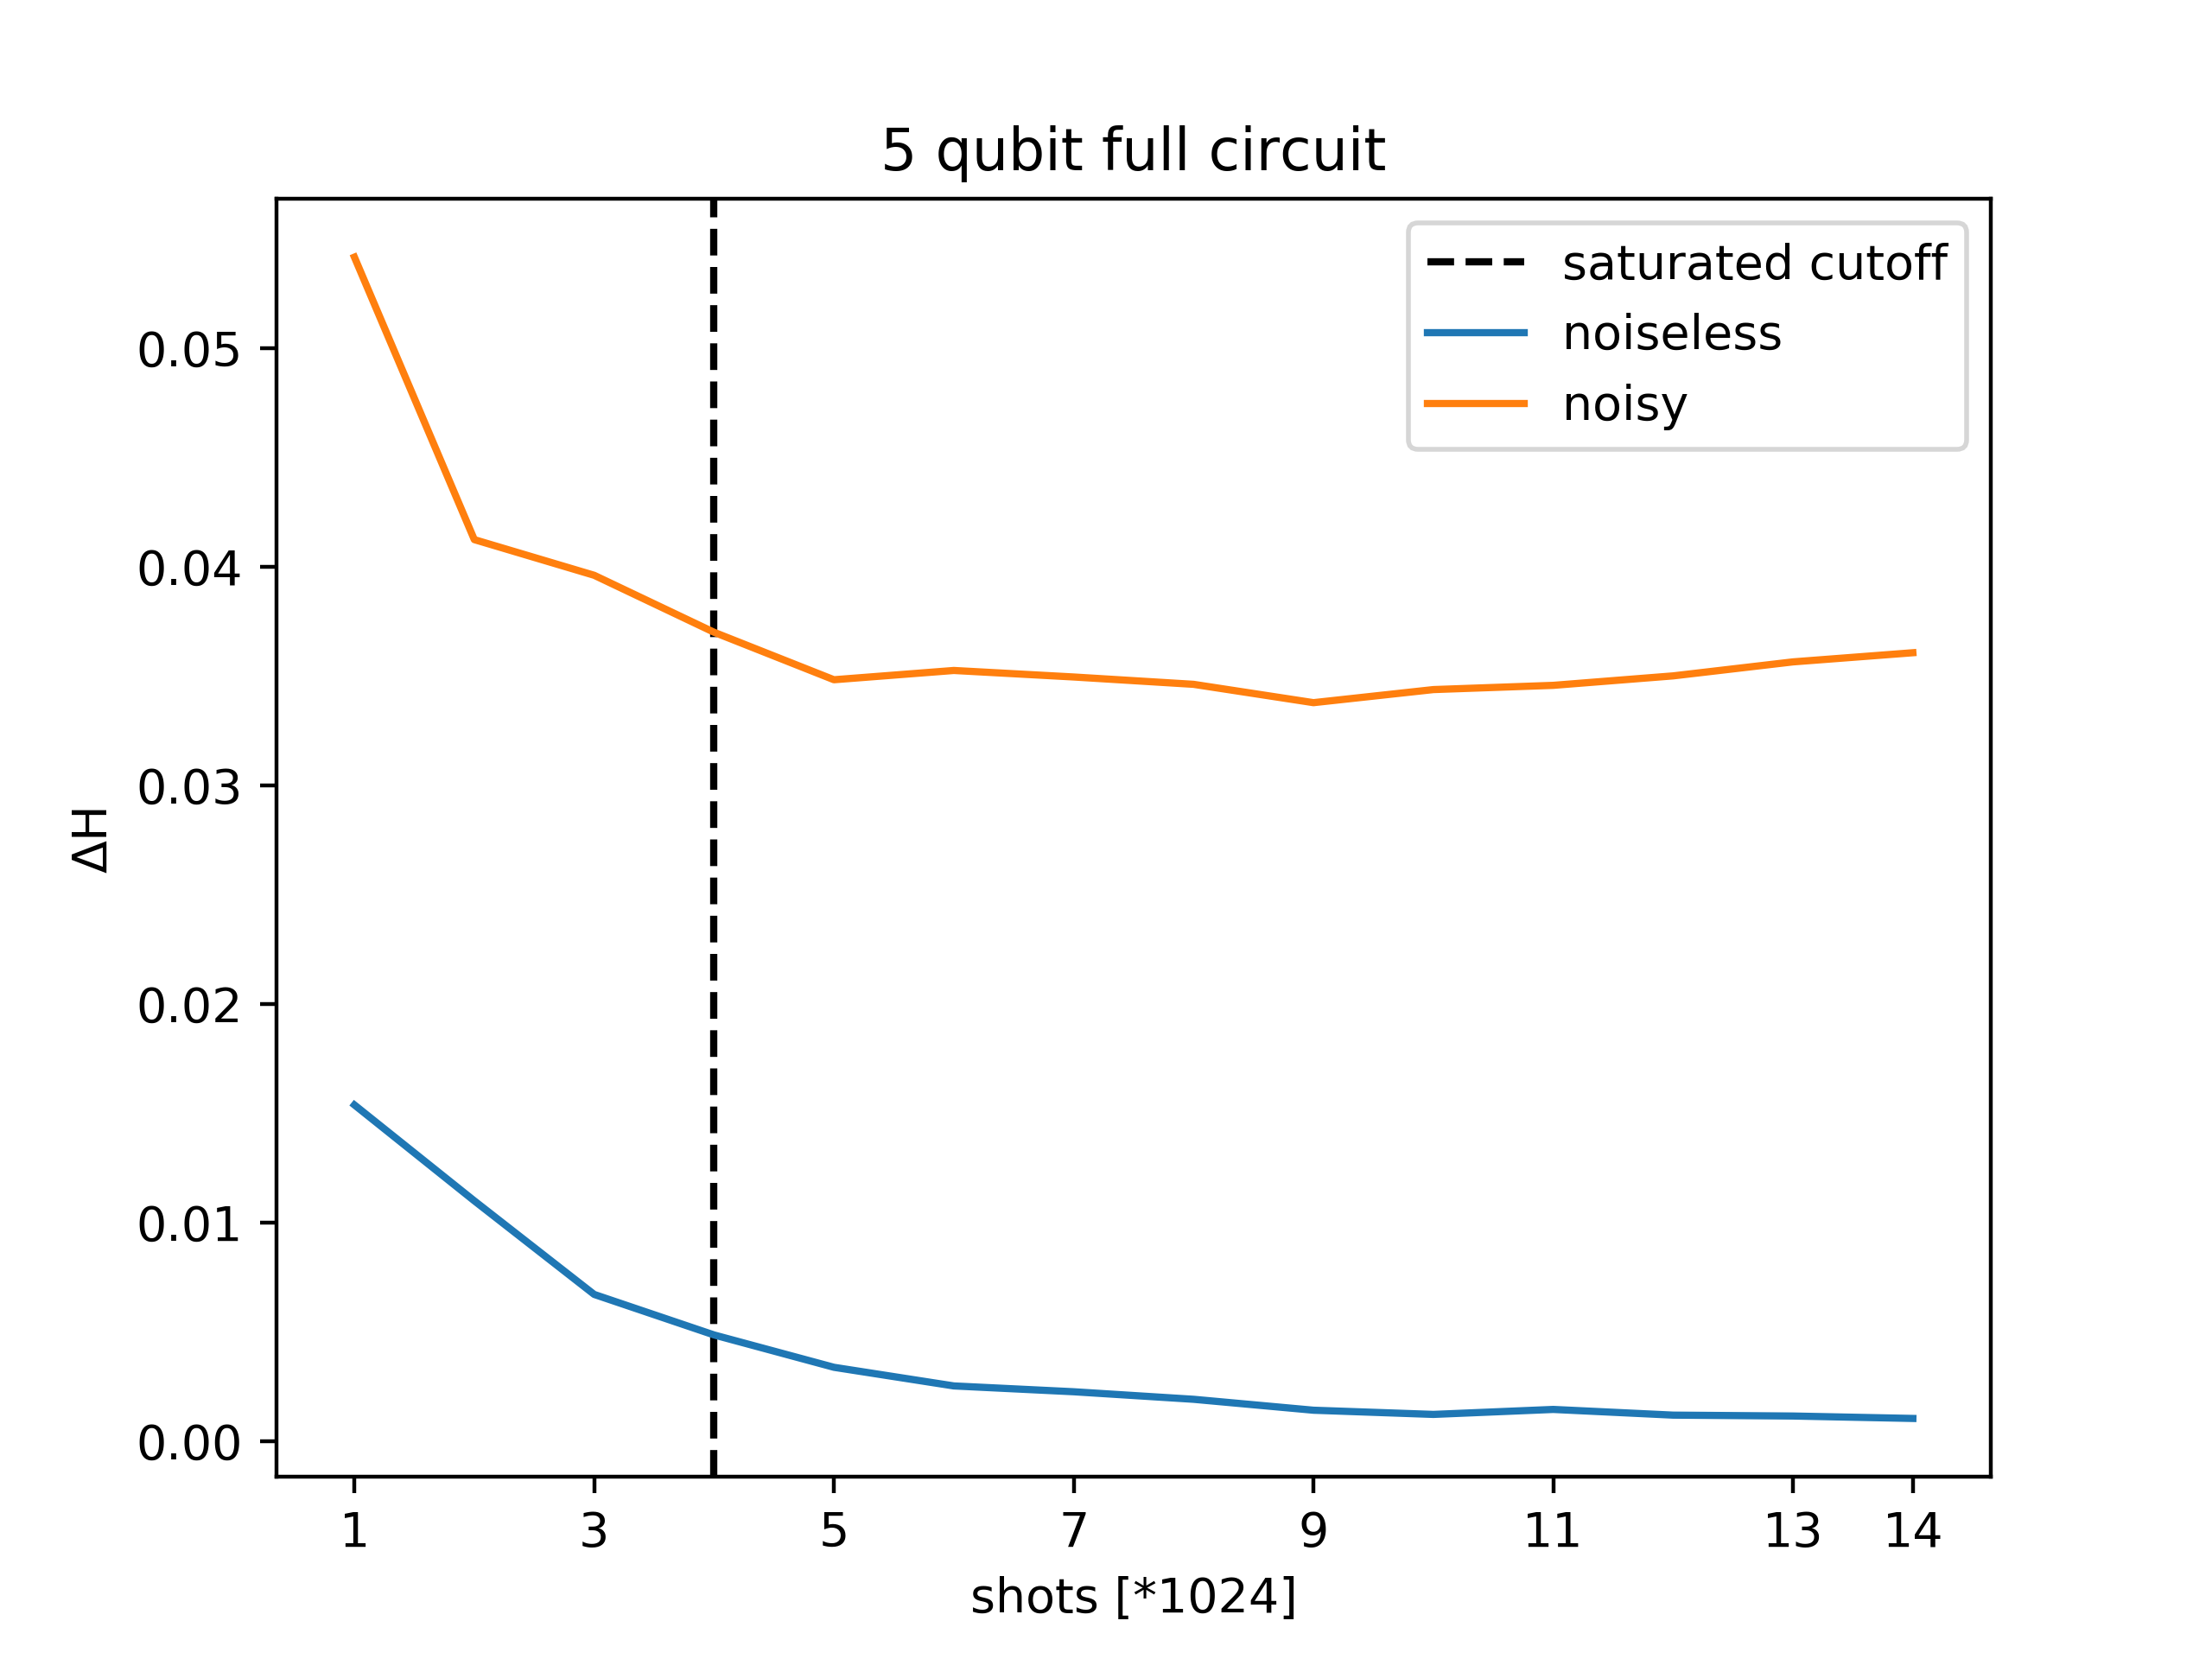 5 qubit full circuit
saturated cutoff
noiseless
noisy
0.05
0.04
0.03
0.02
0.01
0.00
ΔH
1 3 5 7 9 11 13 14
shots [*1024]